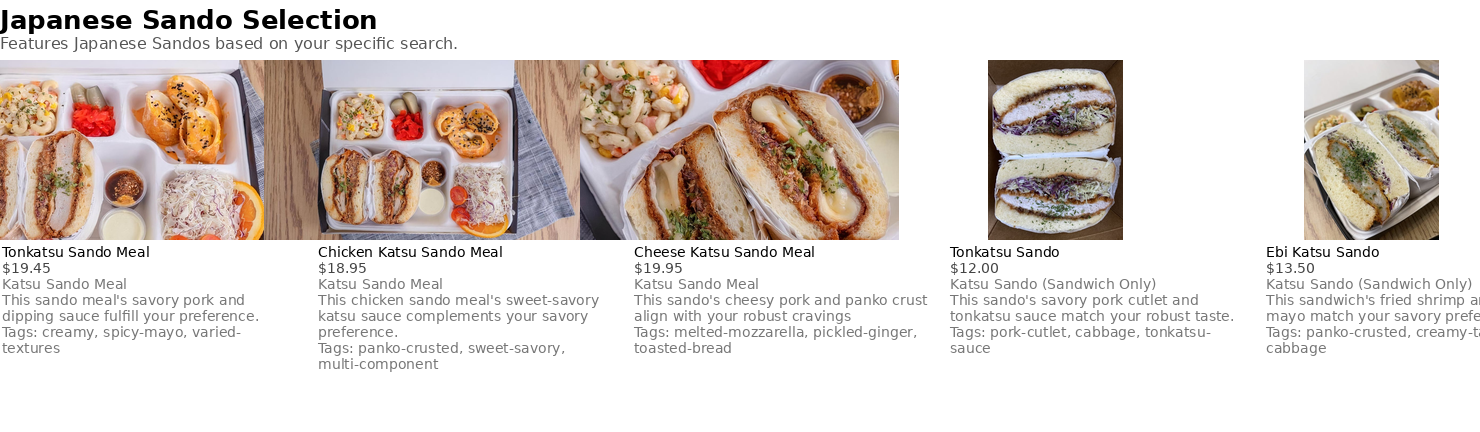 Japanese Sando Selection
Features Japanese Sandos based on your specific search.
Tonkatsu Sando Meal
$19.45
Katsu Sando Meal
This sando meal's savory pork and
dipping sauce fulfill your preference.
Tags: creamy, spicy-mayo, varied-
textures
Chicken Katsu Sando Meal
$18.95
Katsu Sando Meal
This chicken sando meal's sweet-savory
katsu sauce complements your savory
preference.
Tags: panko-crusted, sweet-savory,
multi-component
Cheese Katsu Sando Meal
$19.95
Katsu Sando Meal
This sando's cheesy pork and panko crust
align with your robust cravings
Tags: melted-mozzarella, pickled-ginger,
toasted-bread
Tonkatsu Sando
$12.00
Katsu Sando (Sandwich Only)
This sando's savory pork cutlet and
tonkatsu sauce match your robust taste.
Tags: pork-cutlet, cabbage, tonkatsu-
sauce
Ebi Katsu Sando
$13.50
Katsu Sando (Sandwich Only)
This sandwich's fried shrimp
mayo match your savory
Tags: panko-crusted,
cabbage